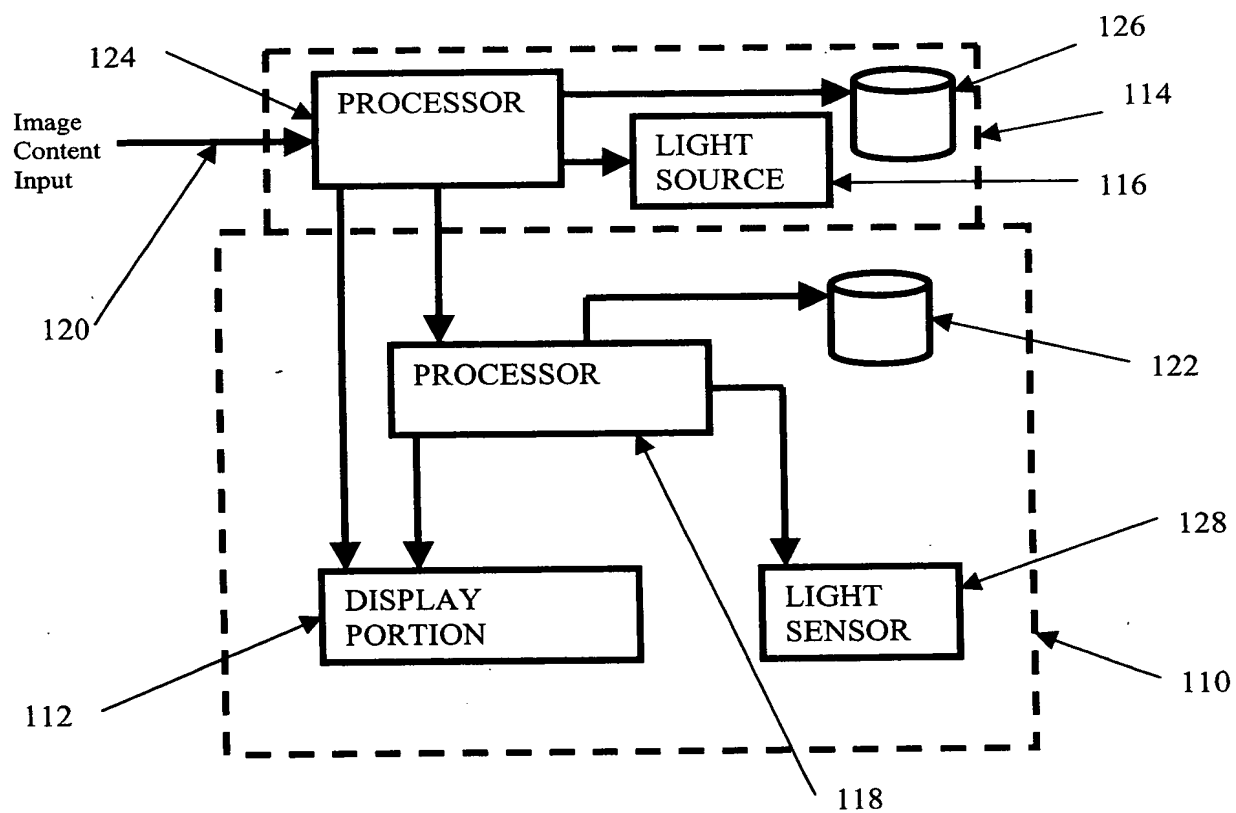 126
124
PROCESSOR
114
Image
Content
Input
LIGHT
SOURCE
116
120
122
PROCESSOR
128
DISPLAY
PORTION
LIGHT
SENSOR
110
112
118